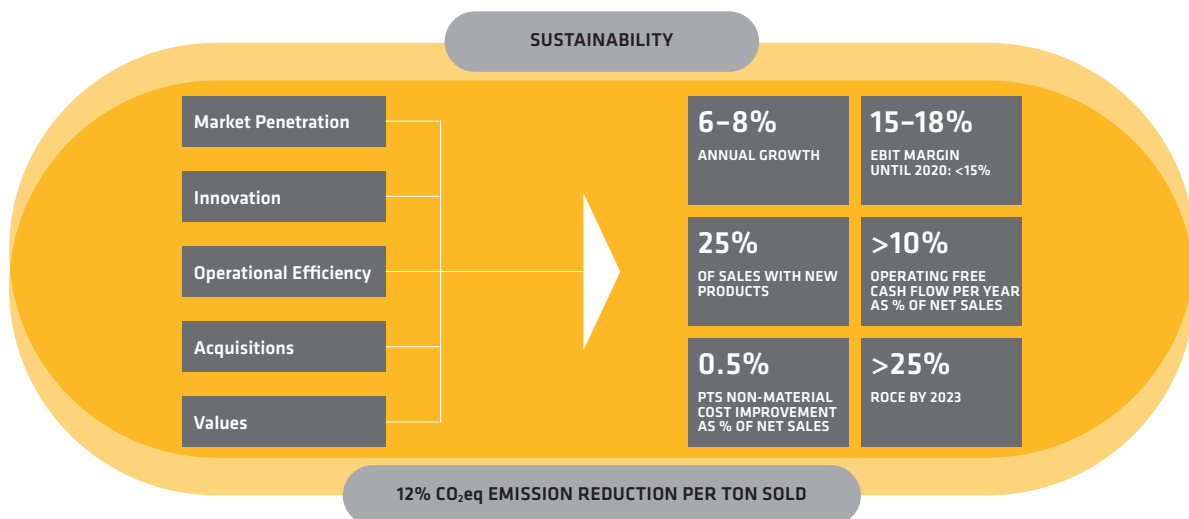 SUSTAINABILITY
Market Penetration
Innovation
Operational Efficiency
Acquisitions
Values
6–8%
ANNUAL GROWTH
15–18%
EBIT MARGIN
UNTIL 2020: <15%
25%
OF SALES WITH NEW
PRODUCTS
>10%
OPERATING FREE
CASH FLOW PER YEAR
AS % OF NET SALES
0.5%
PTS NON-MATERIAL
COST IMPROVEMENT
AS % OF NET SALES
>25%
ROCE BY 2023
12% CO₂eq EMISSION REDUCTION PER TON SOLD